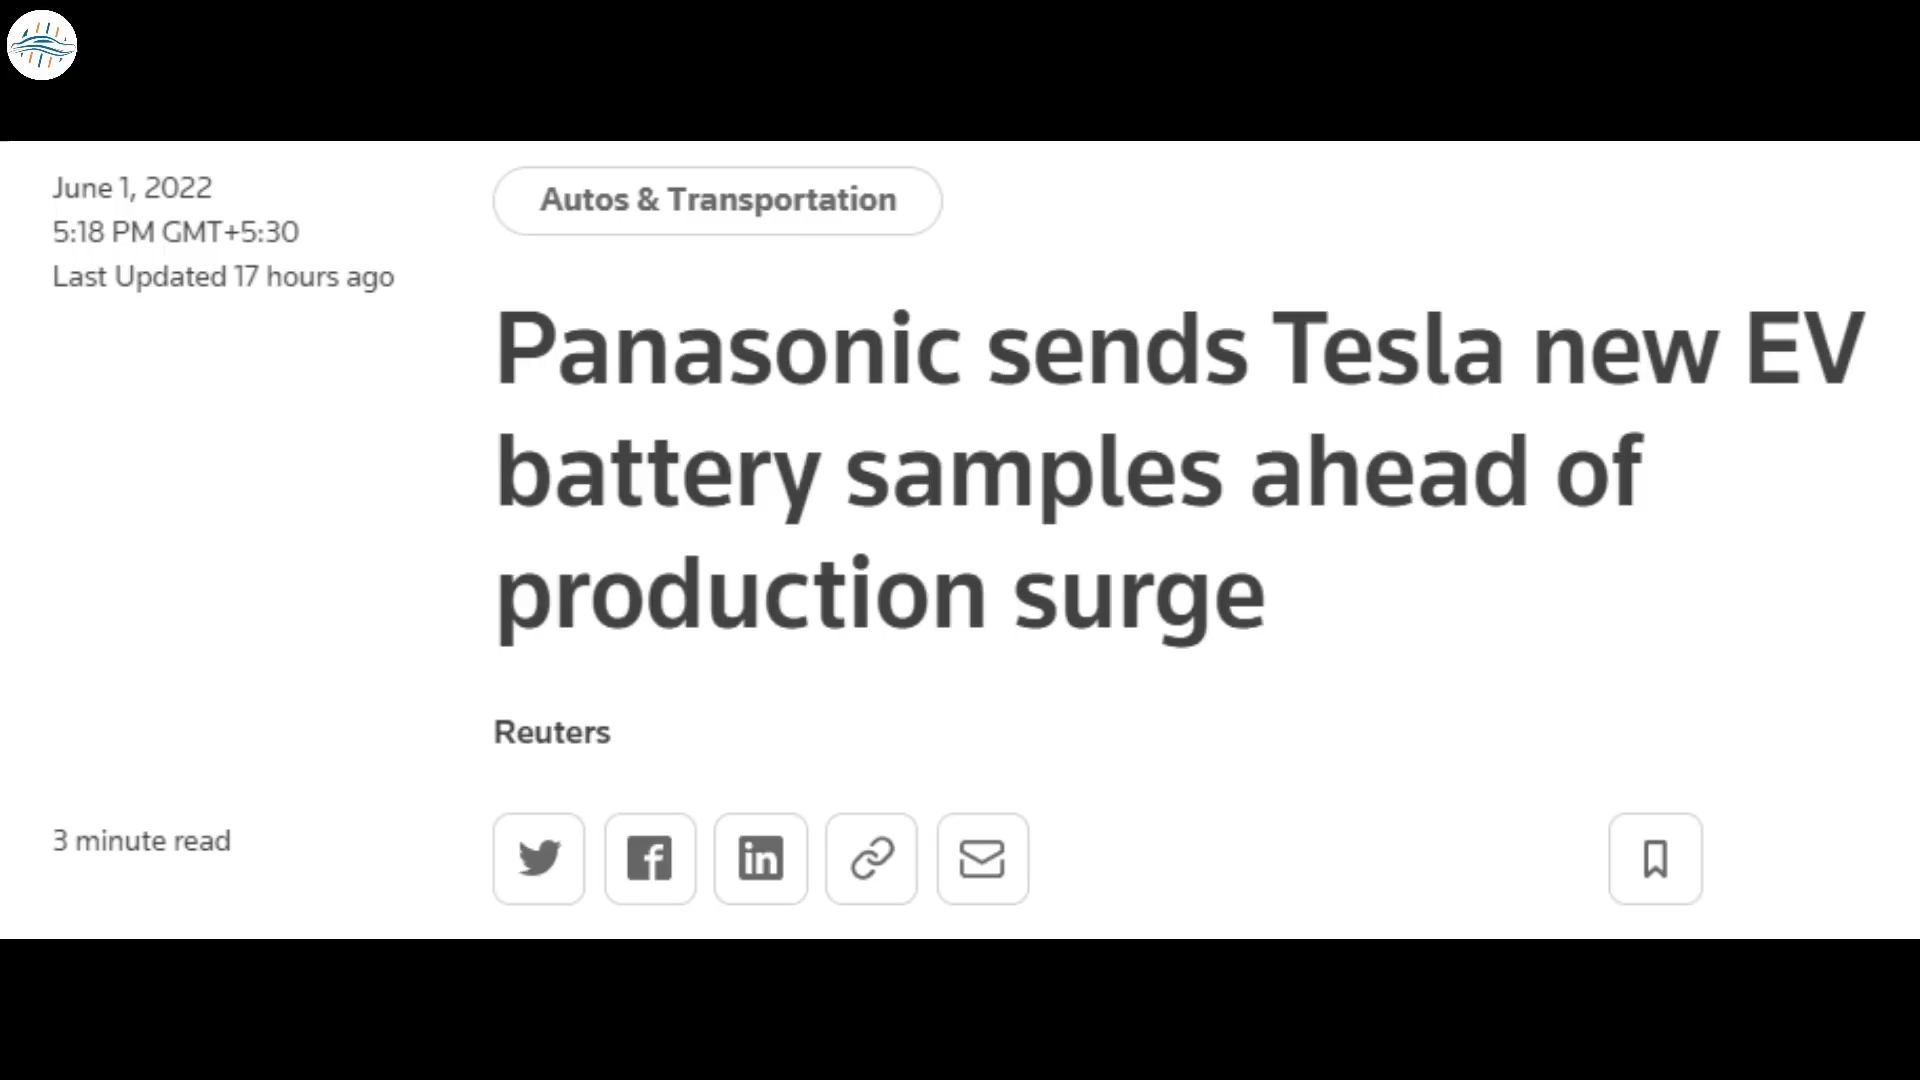 June 1, 2022
5:18 PM GMT+5:30
Last Updated 17 hours ago
Autos & Transportation
Panasonic sends Tesla new EV
battery samples ahead of
production surge
Reuters
3 minute read